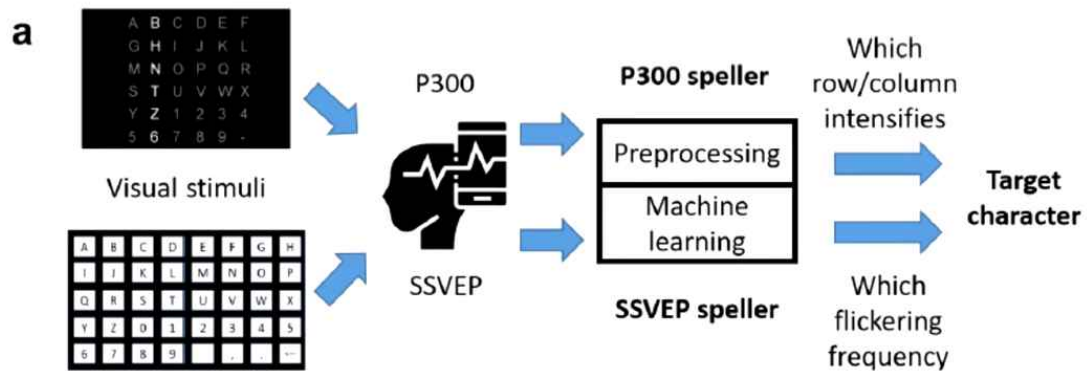 a
A B C D E F
G H I J K L
M N O P Q R
S T U V W X
Y Z 1 2 3 4
5 6 7 8 9 -
Visual stimuli
A B C D E F G H
I J K L M N O P
Q R S T U V W X
Y Z 0 1 2 3 4 5
6 7 8 9 , .
P300
SSVEP
P300 speller
Preprocessing
Machine
learning
SSVEP speller
Which
row/column
intensifies
Which
flickering
frequency
Target
character